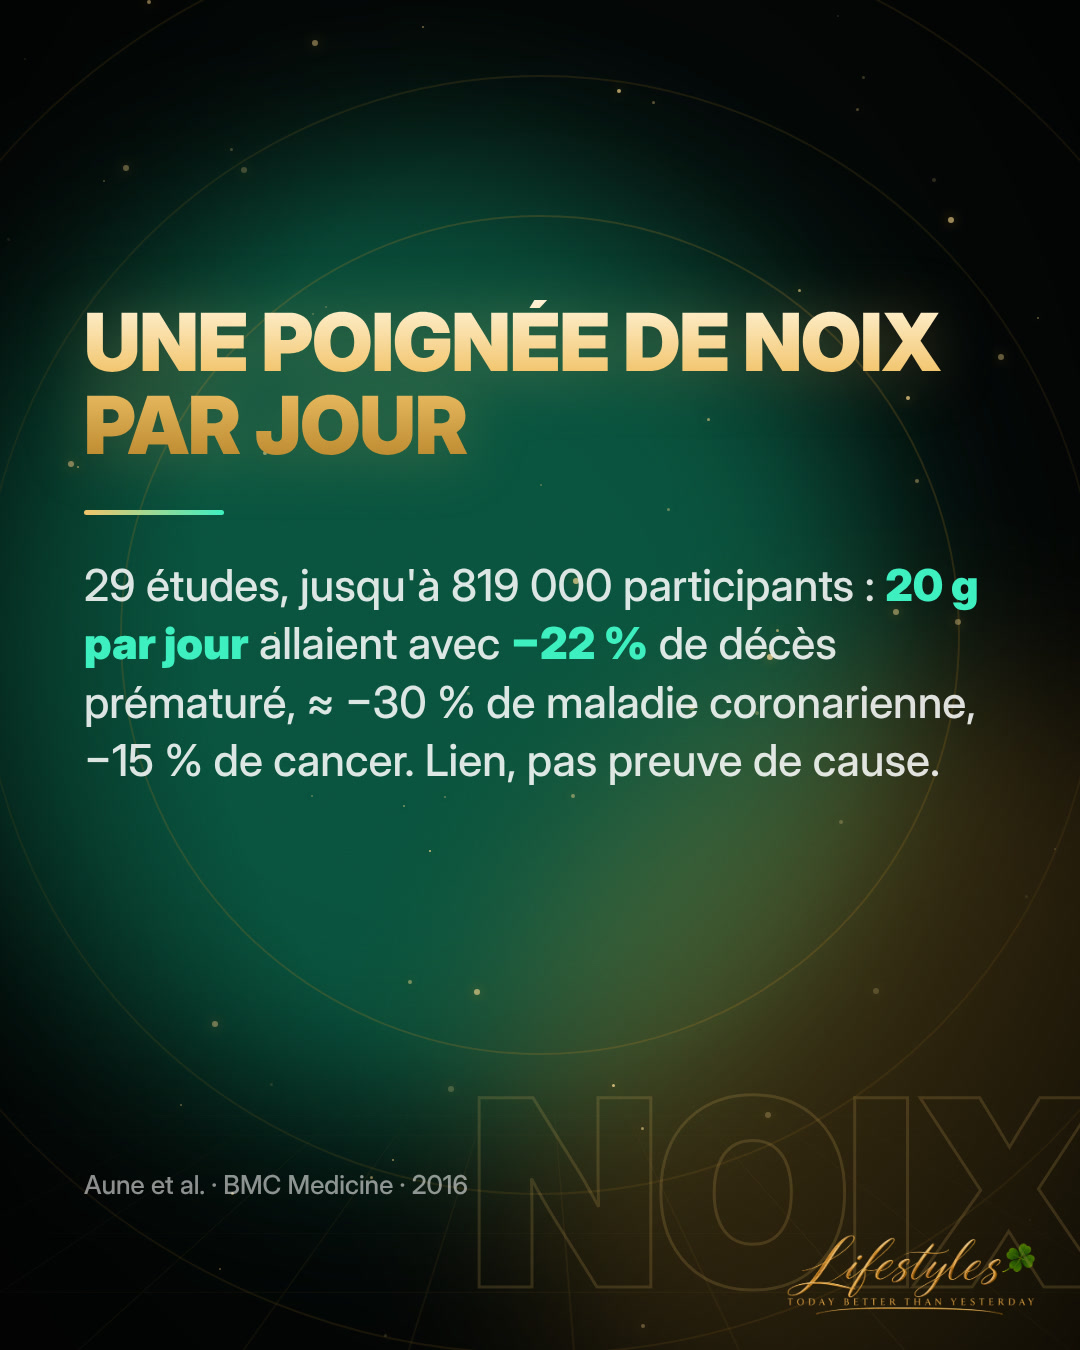 UNE POIGNÉE DE NOIX
PAR JOUR
29 études, jusqu'à 819 000 participants : 20 g
par jour allaient avec −22 % de décès
prématuré, ≈ −30 % de maladie coronarienne,
−15 % de cancer. Lien, pas preuve de cause.
NOIX
Aune et al. · BMC Medicine · 2016
Lifestyles
TODAY BETTER THAN YESTERDAY